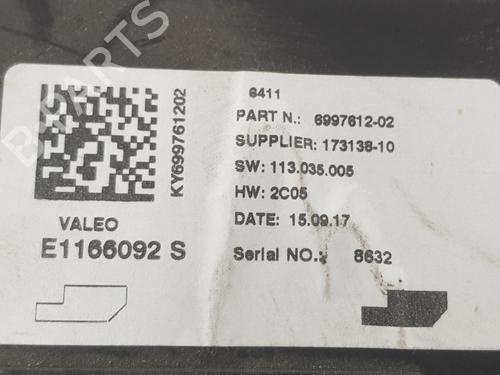 B-PARTS
6411
PART N.: 6997612-02
SUPPLIER: 173138-10
SW: 113.035.005
HW: 2C05
DATE: 15.09.17
Serial NO.: 8632
KY699761202
VALEO
E1166092 S